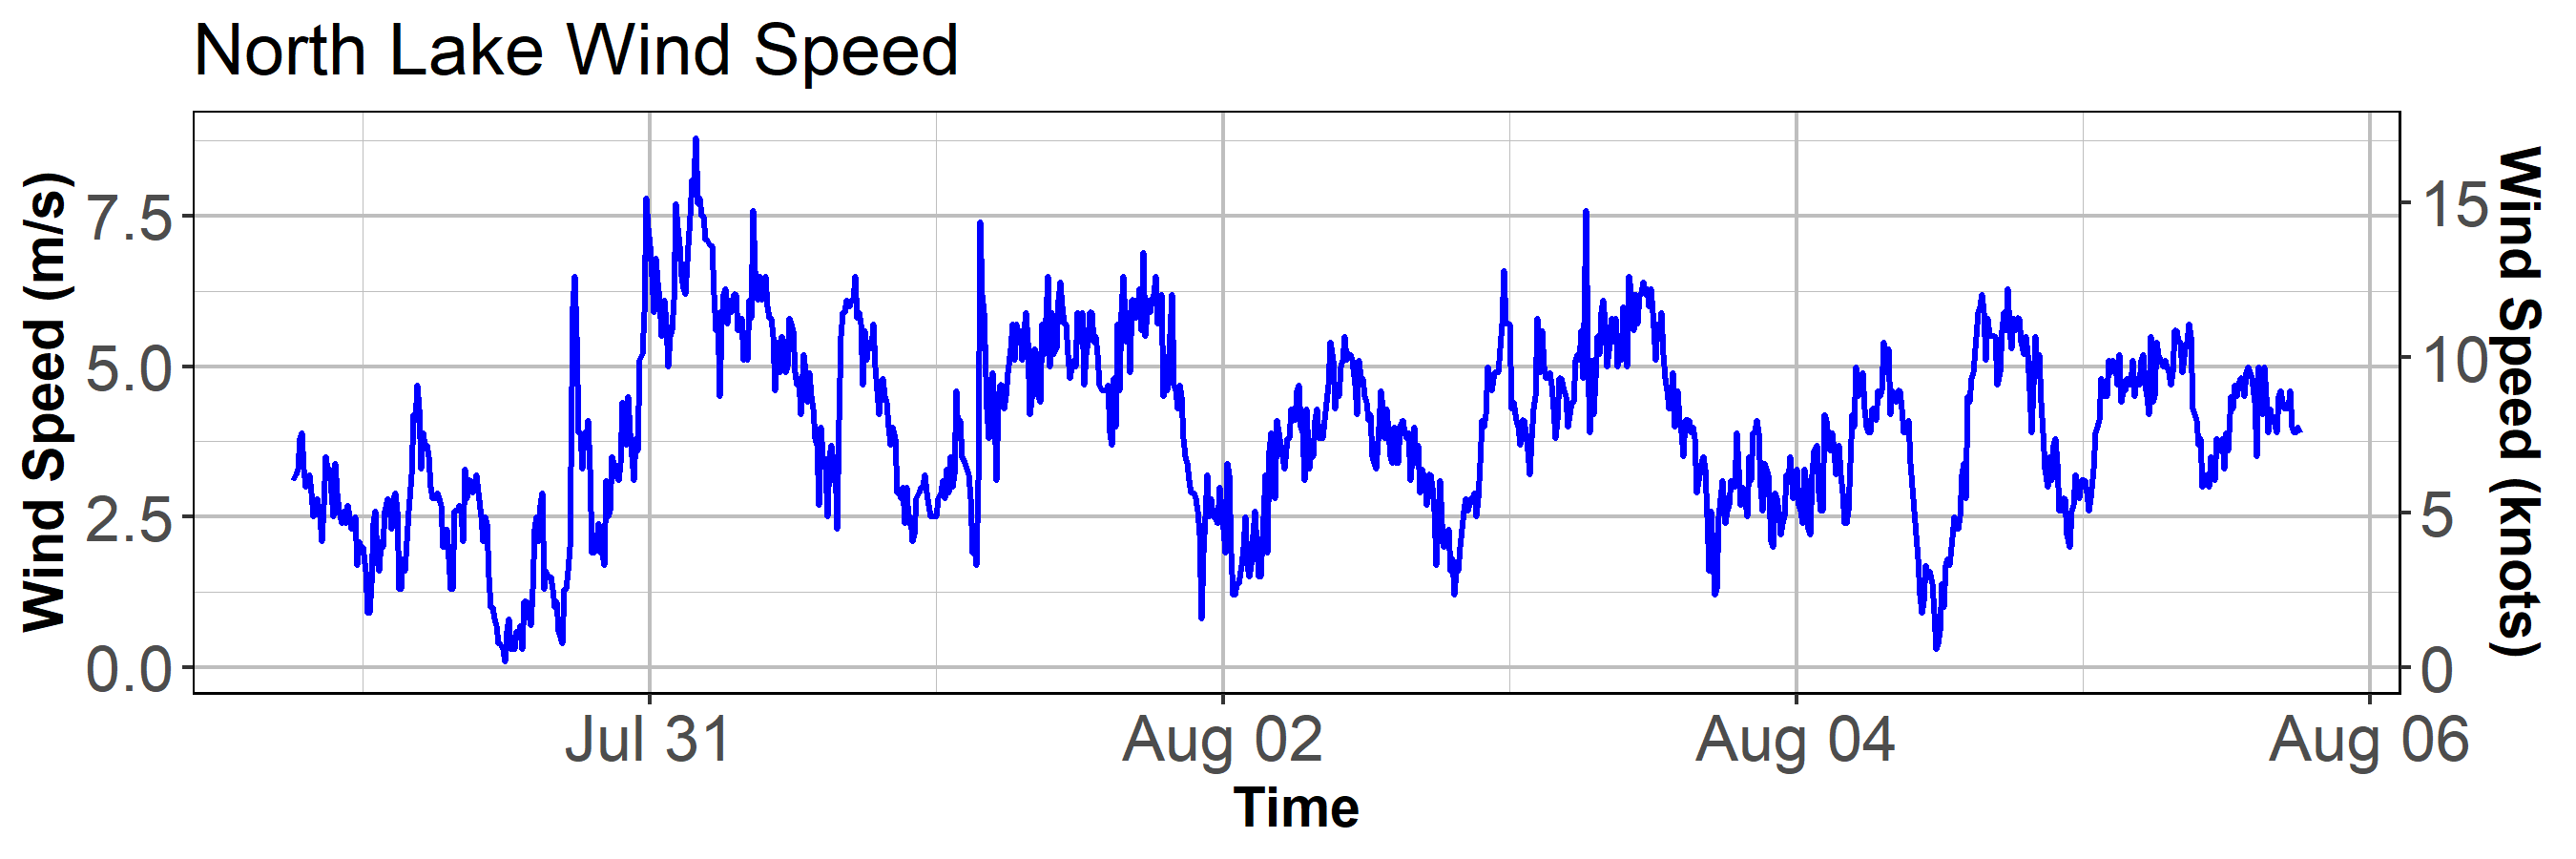 North Lake Wind Speed
Wind Speed (m/s)
7.5
5.0
2.5
0.0
15
10
5
0
Wind Speed (knots)
Jul 31
Aug 02
Aug 04
Aug 06
Time